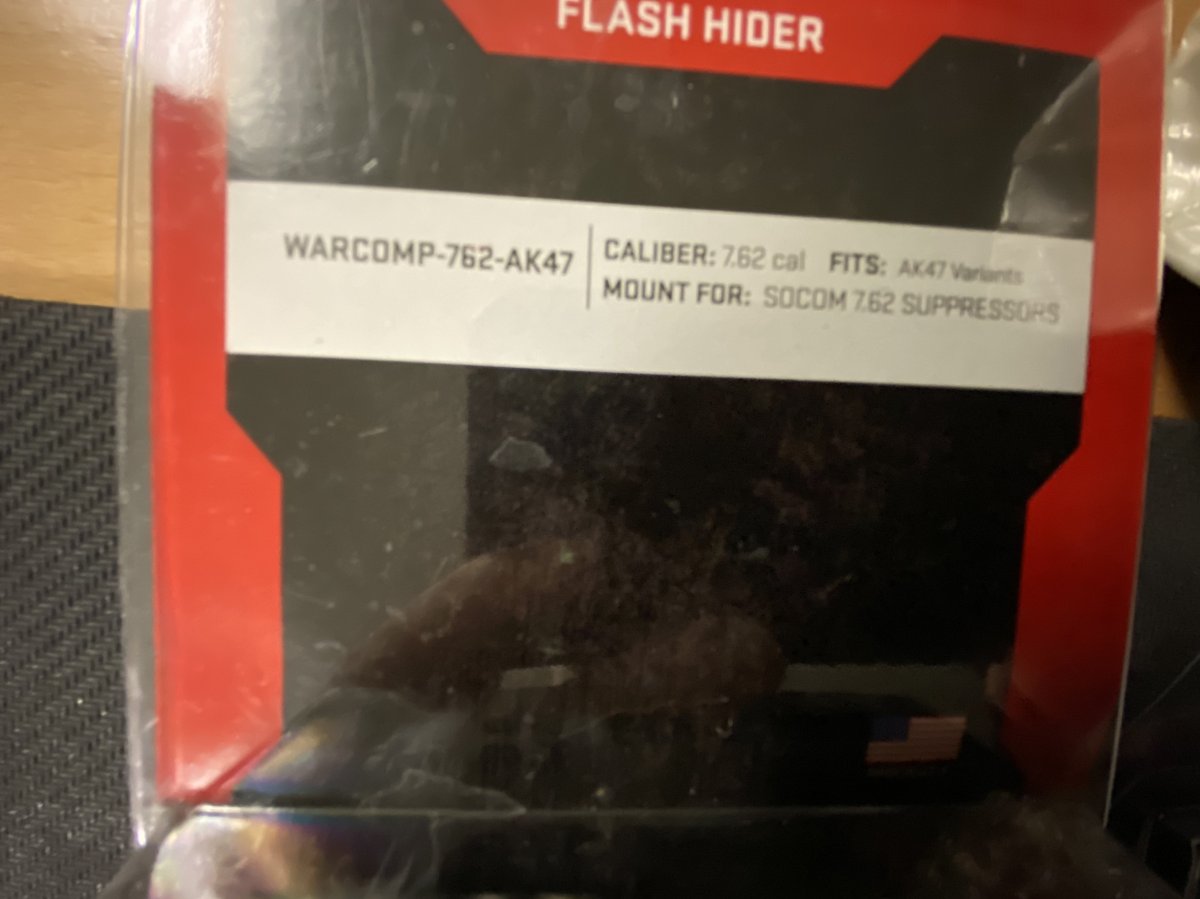 FLASH HIDER
WARCOMP-762-AK47
CALIBER: 7.62 cal FITS: AK47 Variants
MOUNT FOR: SOCOM 7.62 SUPPRESSORS